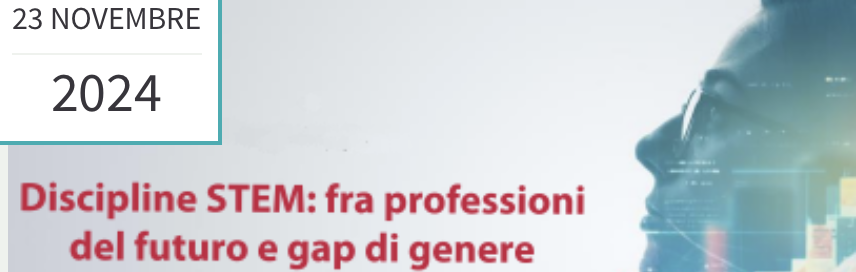 23 NOVEMBRE
2024
Discipline STEM: fra professioni
del futuro e gap di genere